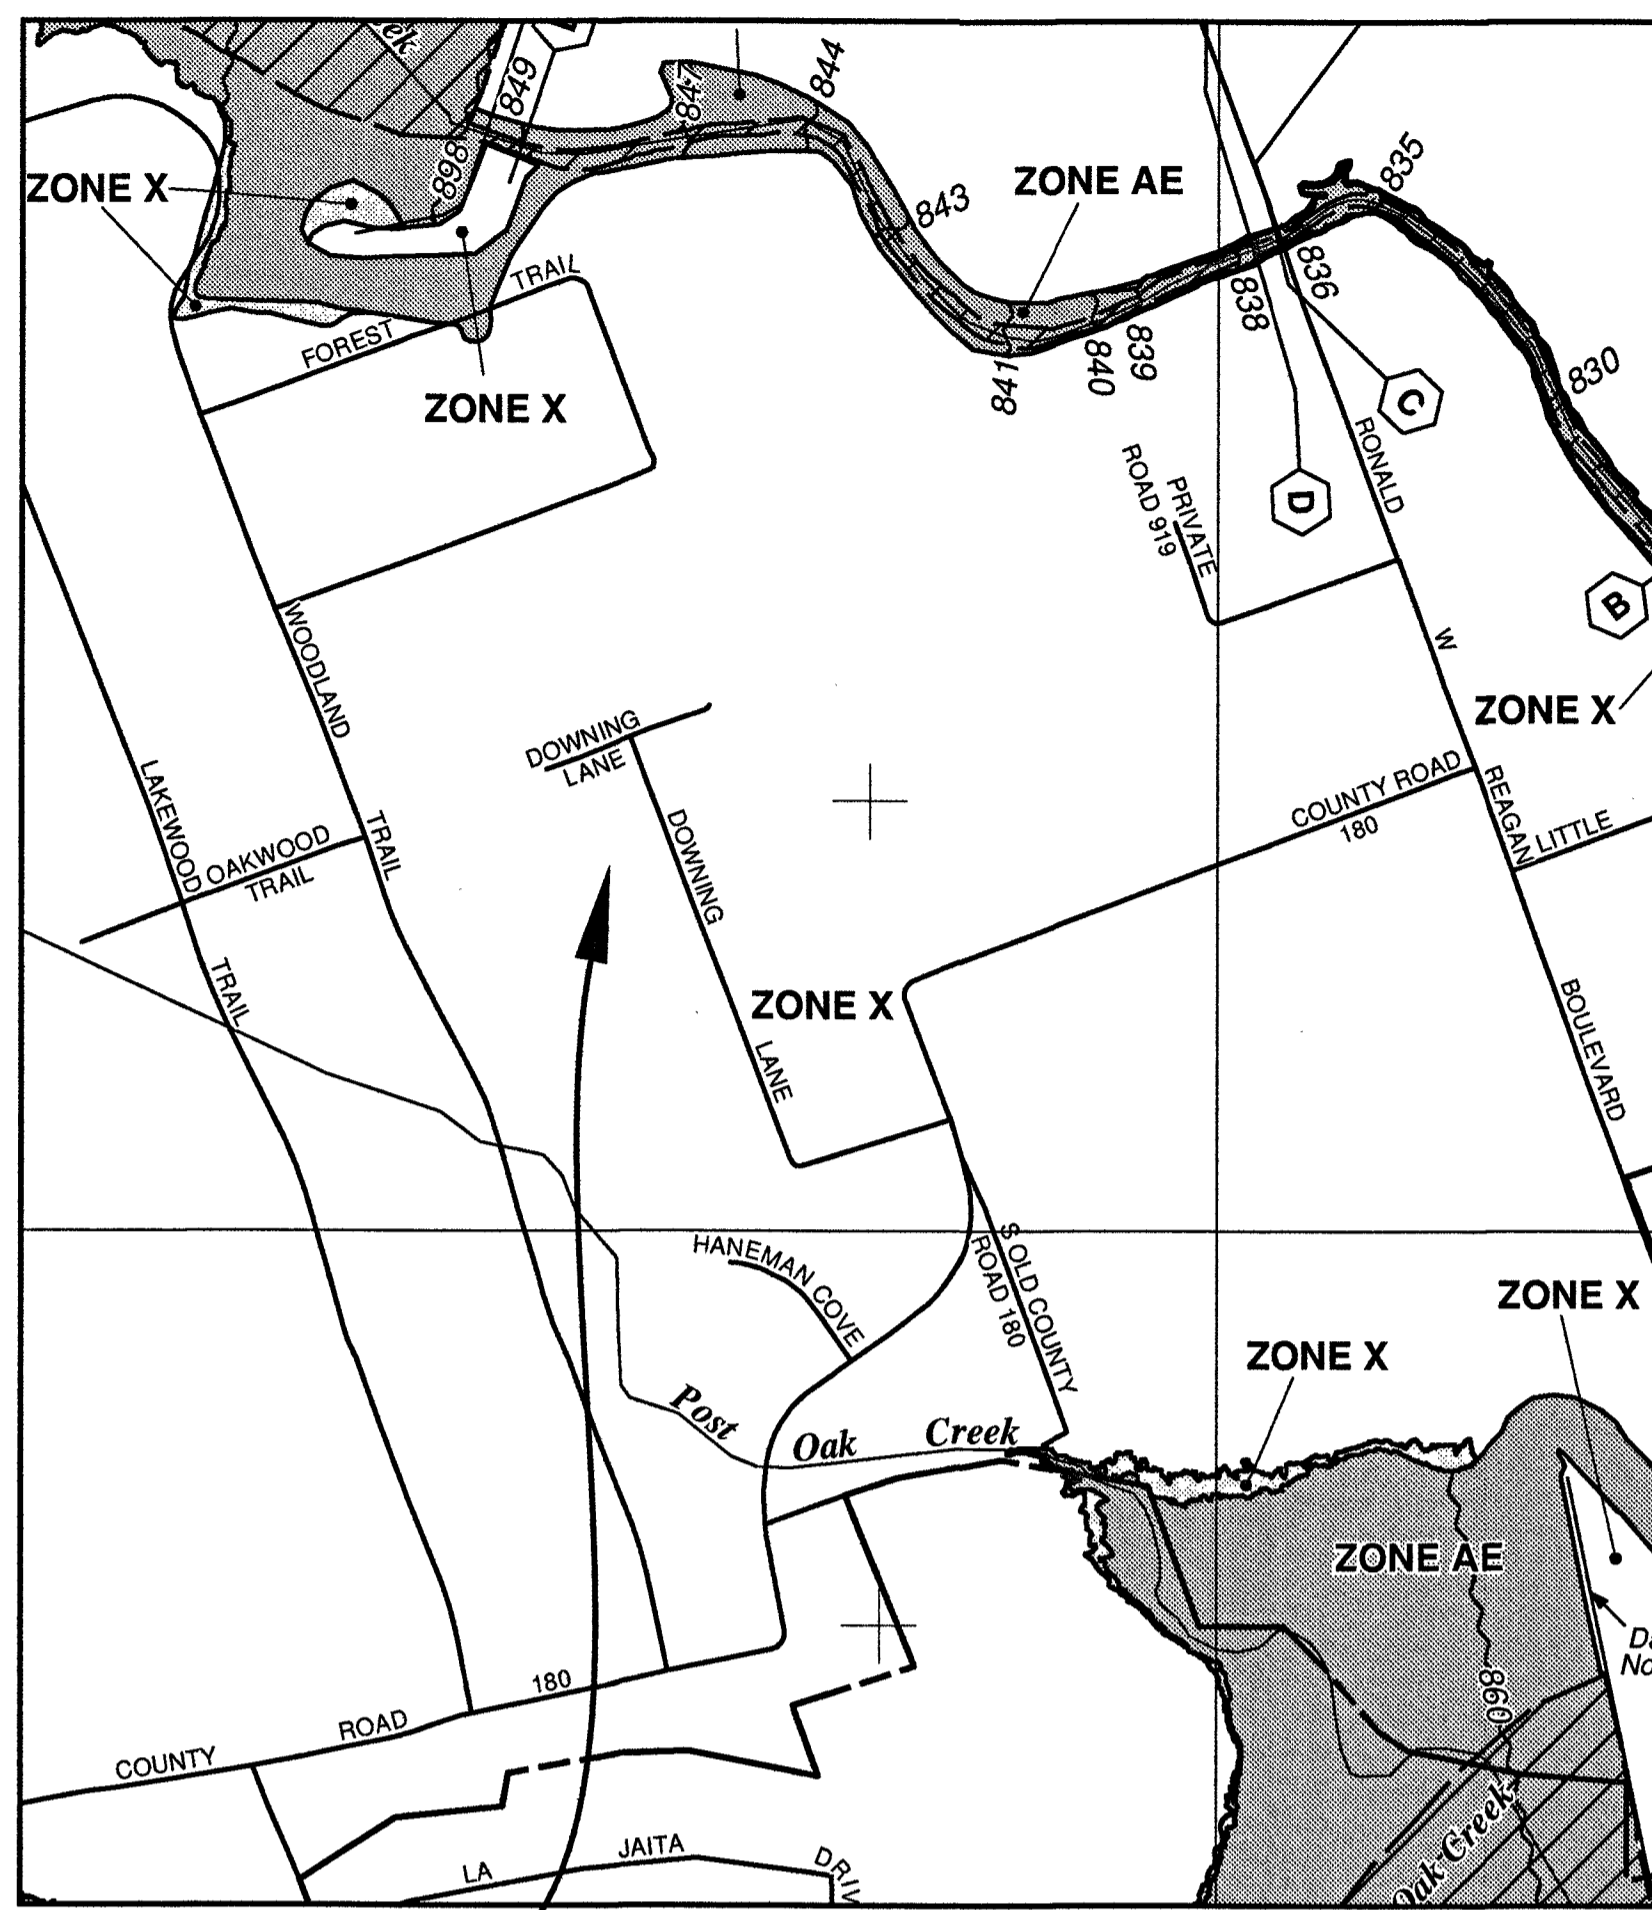 ek
849
847
844
898
ZONE X
843
ZONE AE
835
836
838
839
840
841
830
FOREST TRAIL
ZONE X
C
D
B
RONALD
PRIVATE
ROAD 919
W
ZONE X
WOODLAND
TRAIL
DOWNING
LANE
LAKEWOOD
TRAIL
OAKWOOD
TRAIL
DOWNING
LANE
COUNTY ROAD
180
REAGAN
LITTLE
BOULEVARD
ZONE X
HANEMAN COVE
S OLD COUNTY
ROAD 180
ZONE X
ZONE X
Post Oak Creek
ZONE AE
860
Oak Creek
COUNTY ROAD 180
LA JAITA DRIV